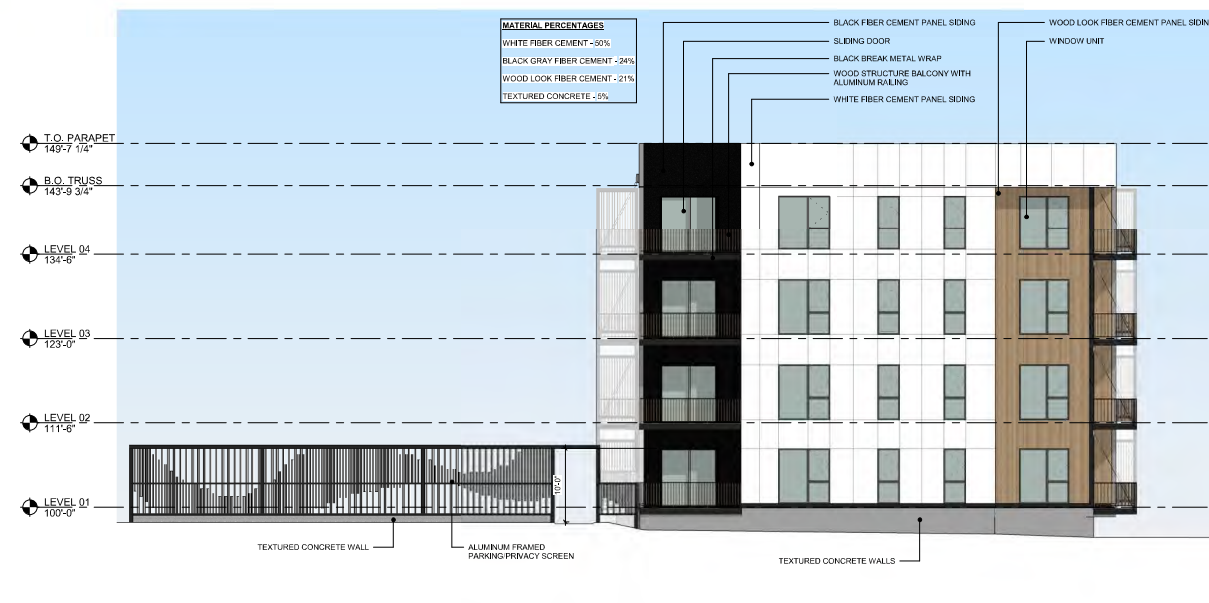 MATERIAL PERCENTAGES
WHITE FIBER CEMENT - 50%
BLACK GRAY FIBER CEMENT - 24%
WOOD LOOK FIBER CEMENT - 21%
TEXTURED CONCRETE - 5%
BLACK FIBER CEMENT PANEL SIDING
SLIDING DOOR
BLACK BREAK METAL WRAP
WOOD STRUCTURE BALCONY WITH
ALUMINUM RAILING
WHITE FIBER CEMENT PANEL SIDING
WOOD LOOK FIBER CEMENT PANEL SIDIN
WINDOW UNIT
T.O. PARAPET
149'-7 1/4"
B.O. TRUSS
143'-9 3/4"
LEVEL 04
134'-6"
LEVEL 03
123'-0"
LEVEL 02
111'-6"
LEVEL 01
100'-0"
10'-0"
TEXTURED CONCRETE WALL
ALUMINUM FRAMED
PARKING/PRIVACY SCREEN
TEXTURED CONCRETE WALLS